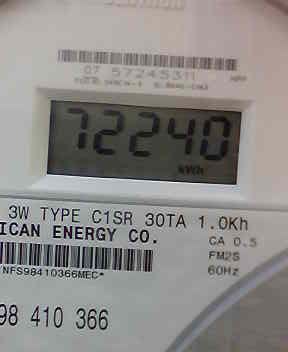 07 57245311
72240
kWh
3W TYPE C1SR 30TA 1.0Kh
ICAN ENERGY CO.
CA 0.5
FM2S
60Hz
NFS98410366MEC*
98 410 366